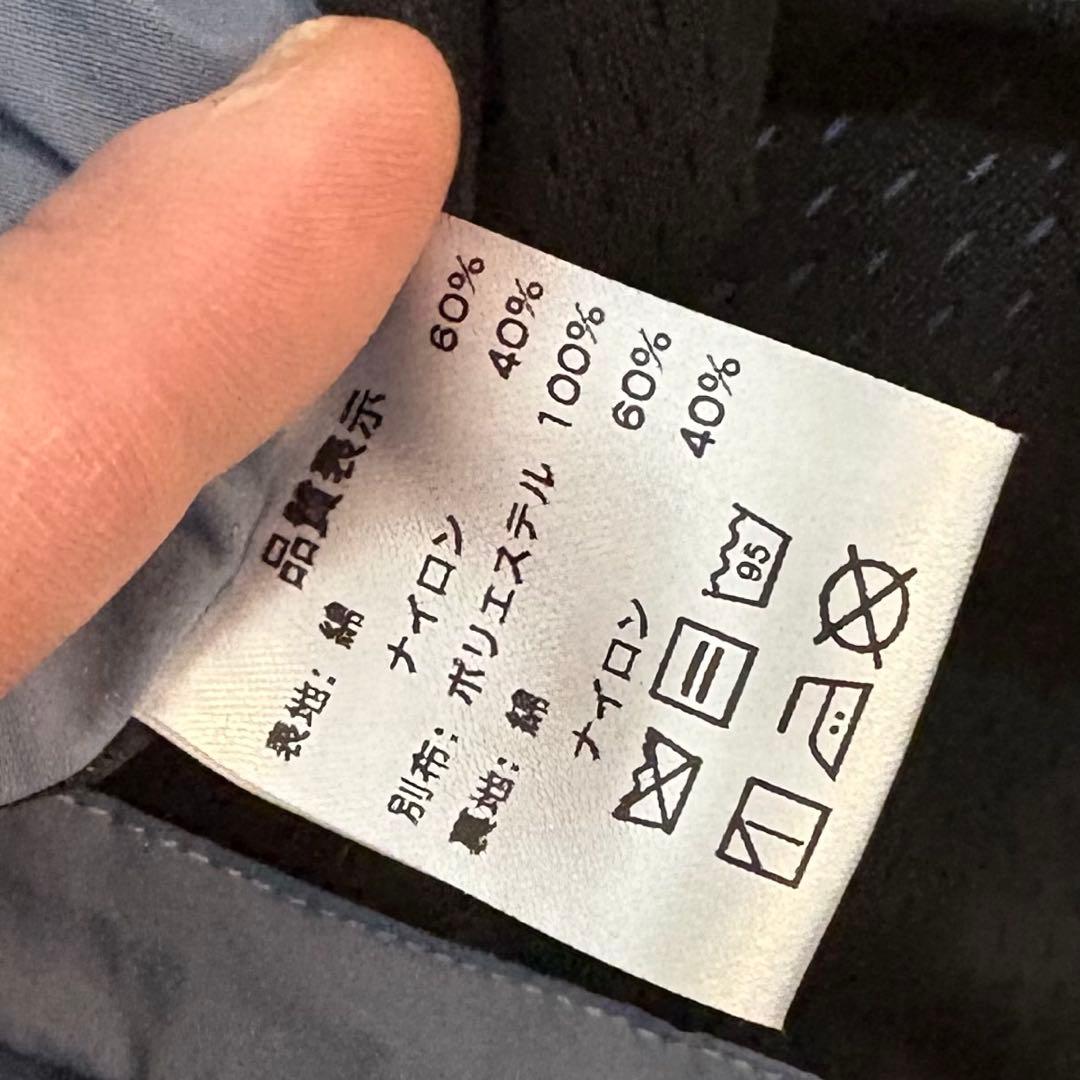 品質表示
表地: 綿 60%
ナイロン 40%
別布: ポリエステル 100%
裏地: 綿 60%
ナイロン 40%
95